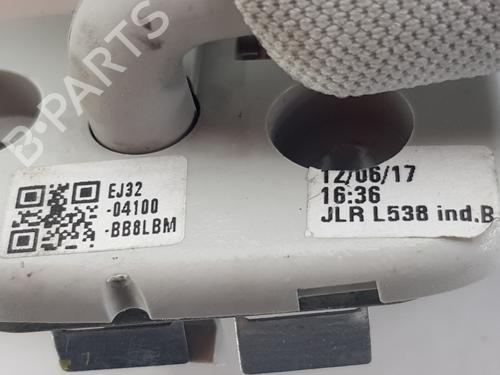 B-PARTS
EJ32
-04100
-BB8LBM
12/06/17
16:36
JLR L538 ind.B